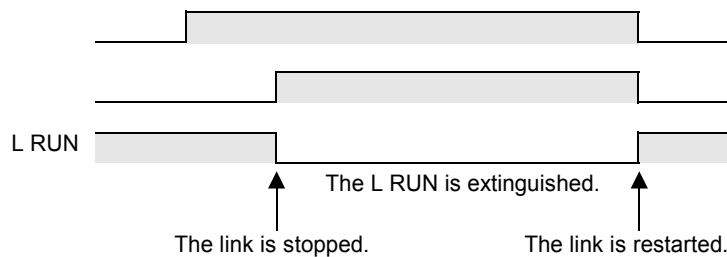 L RUN
The L RUN is extinguished.
The link is stopped.
The link is restarted.